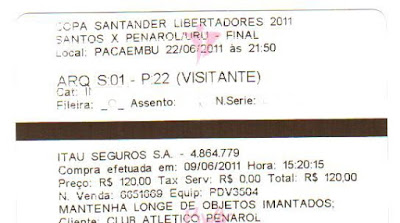 COPA SANTANDER LIBERTADORES 2011
SANTOS X PENAROL/URU - FINAL
Local: PACAEMBU 22/06/2011 às 21:50
ARQ S:01 - P:22 (VISITANTE)
Cat: II
Fileira: Assento: N.Serie:
ITAU SEGUROS S.A. - 4.864.779
Compra efetuada em: 09/06/2011 Hora: 15:20:15
Preço: R$ 120,00 Tax Serv: R$ 0,00 Total: R$ 120,00
N. Venda: 6651689 Equip: PDV3504
MANTENHA LONGE DE OBJETOS IMANTADOS;
Cliente: CLUB ATLETICO PENAROL